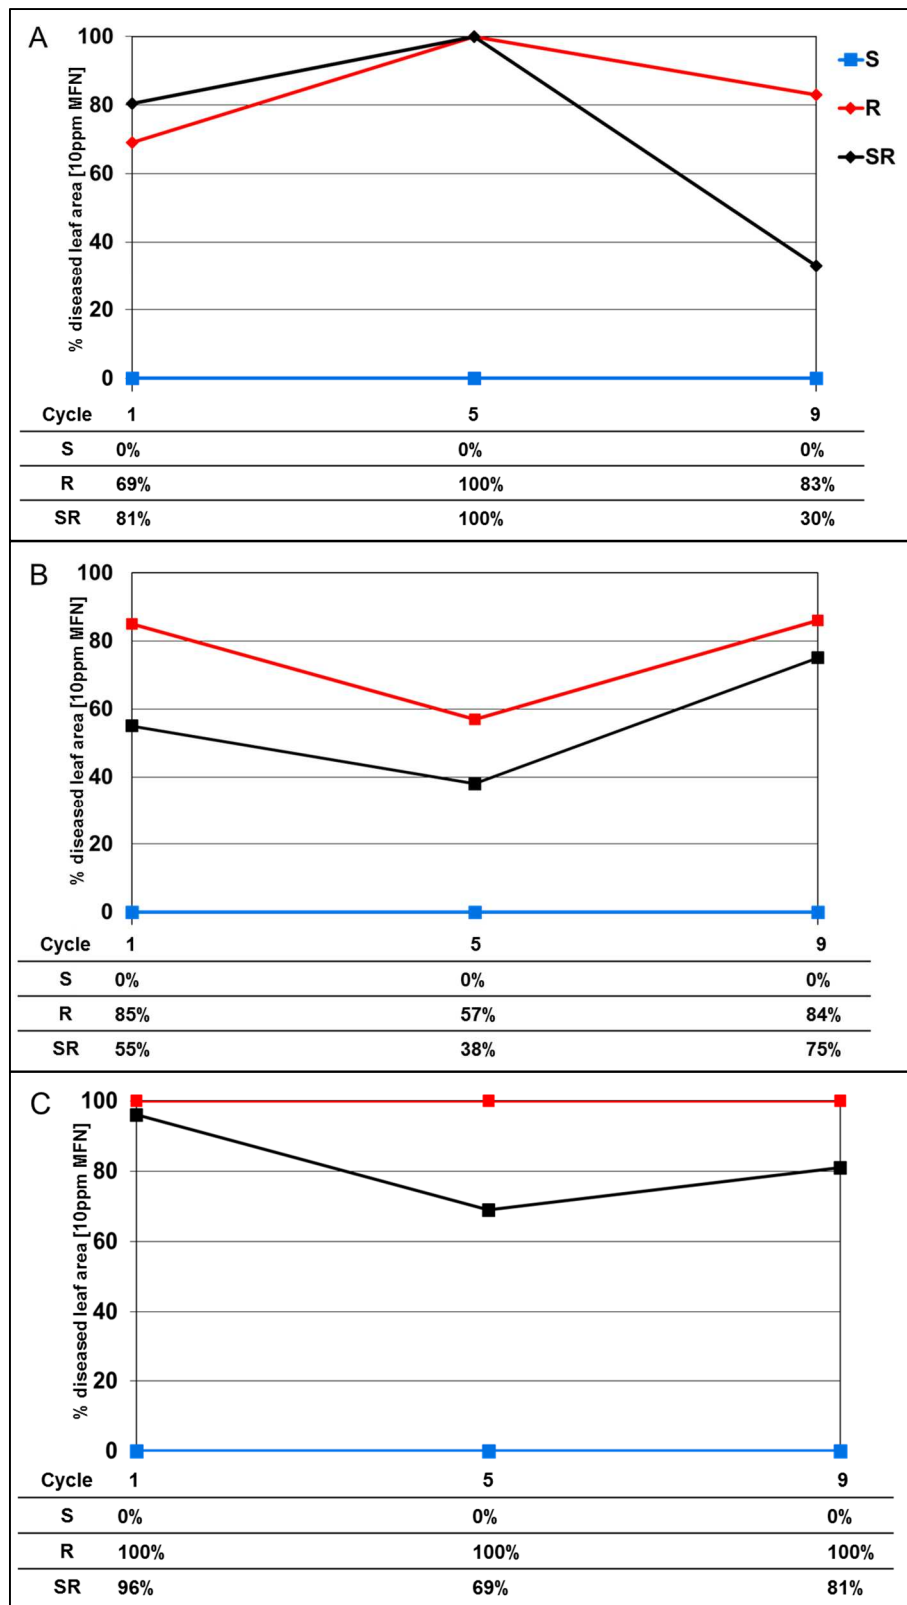 A
% diseased leaf area [10ppm MFN]
100
80
60
40
20
0
S
R
SR
Cycle 1 5 9
S 0% 0% 0%
R 69% 100% 83%
SR 81% 100% 30%
B
% diseased leaf area [10ppm MFN]
100
80
60
40
20
0
Cycle 1 5 9
S 0% 0% 0%
R 85% 57% 84%
SR 55% 38% 75%
C
% diseased leaf area [10ppm MFN]
100
80
60
40
20
0
Cycle 1 5 9
S 0% 0% 0%
R 100% 100% 100%
SR 96% 69% 81%